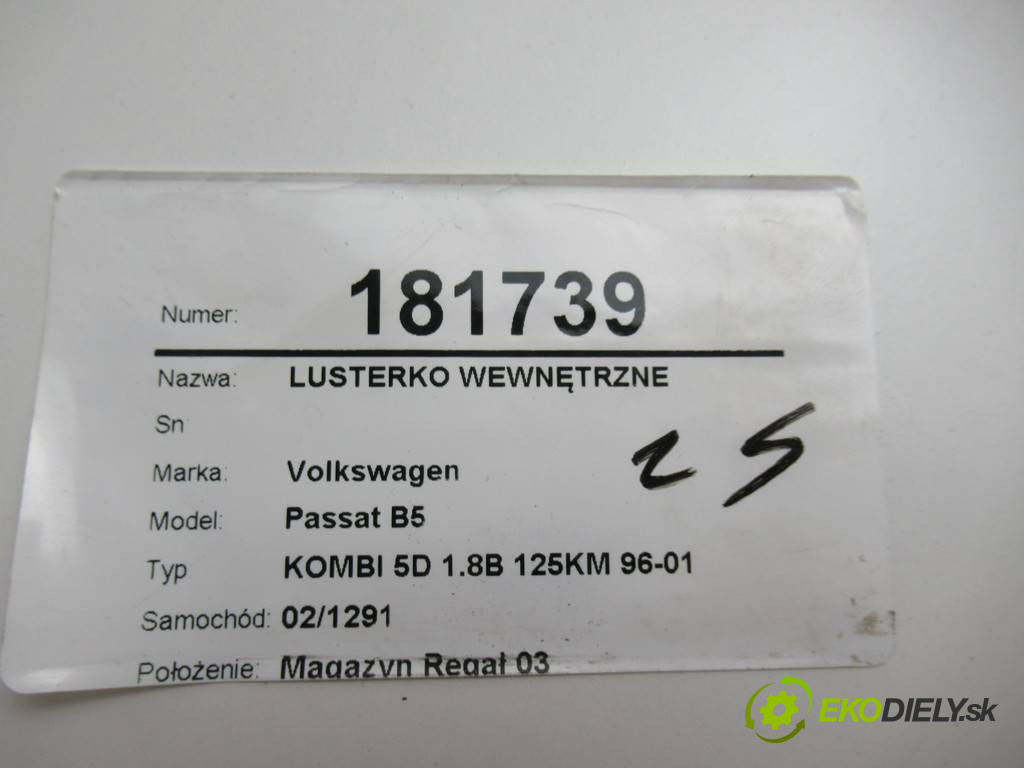 Numer: 181739
Nazwa: LUSTERKO WEWNĘTRZNE
Sn
25
Marka: Volkswagen
Model: Passat B5
Typ KOMBI 5D 1.8B 125KM 96-01
Samochód: 02/1291
Położenie: Magazyn Regał 03
EKODIELY.sk